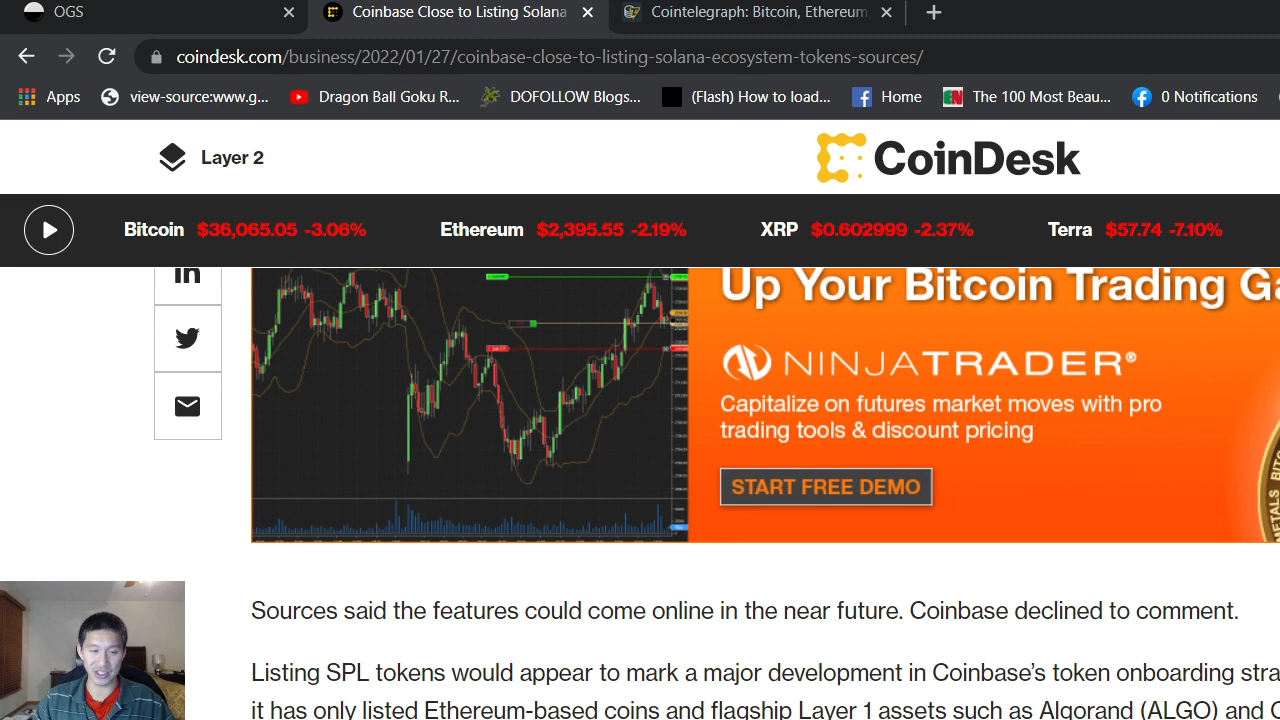 OGS
Coinbase Close to Listing Solana
Cointelegraph: Bitcoin, Ethereum,
coindesk.com/business/2022/01/27/coinbase-close-to-listing-solana-ecosystem-tokens-sources/
Apps view-source:www.g... Dragon Ball Goku R... DOFOLLOW Blogs... (Flash) How to load... Home The 100 Most Beau... 0 Notifications
Layer 2
CoinDesk
Bitcoin $36,065.05 -3.06% Ethereum $2,395.55 -2.19% XRP $0.602999 -2.37% Terra $57.74 -7.10%
in
Up Your Bitcoin Trading Ga
NINJATRADER®
Capitalize on futures market moves with pro
trading tools & discount pricing
START FREE DEMO
Sources said the features could come online in the near future. Coinbase declined to comment.
Listing SPL tokens would appear to mark a major development in Coinbase's token onboarding stra
it has only listed Ethereum-based coins and flagship Layer 1 assets such as Algorand (ALGO) and